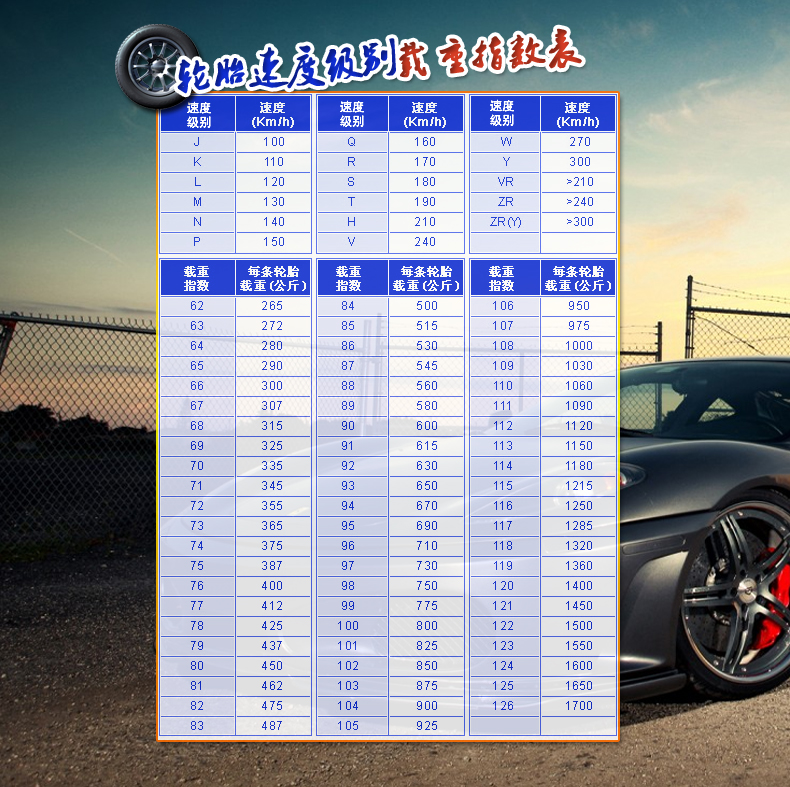 轮胎速度级别载重指数表
速度 速度 速度 速度 速度 速度
级别 (Km/h) 级别 (Km/h) 级别 (Km/h)
J 100 Q 160 W 270
K 110 R 170 Y 300
L 120 S 180 VR >210
M 130 T 190 ZR >240
N 140 H 210 ZR(Y) >300
P 150 V 240
载重 每条轮胎 载重 每条轮胎 载重 每条轮胎
指数 载重(公斤) 指数 载重(公斤) 指数 载重(公斤)
62 265 84 500 106 950
63 272 85 515 107 975
64 280 86 530 108 1000
65 290 87 545 109 1030
66 300 88 560 110 1060
67 307 89 580 111 1090
68 315 90 600 112 1120
69 325 91 615 113 1150
70 335 92 630 114 1180
71 345 93 650 115 1215
72 355 94 670 116 1250
73 365 95 690 117 1285
74 375 96 710 118 1320
75 387 97 730 119 1360
76 400 98 750 120 1400
77 412 99 775 121 1450
78 425 100 800 122 1500
79 437 101 825 123 1550
80 450 102 850 124 1600
81 462 103 875 125 1650
82 475 104 900 126 1700
83 487 105 925